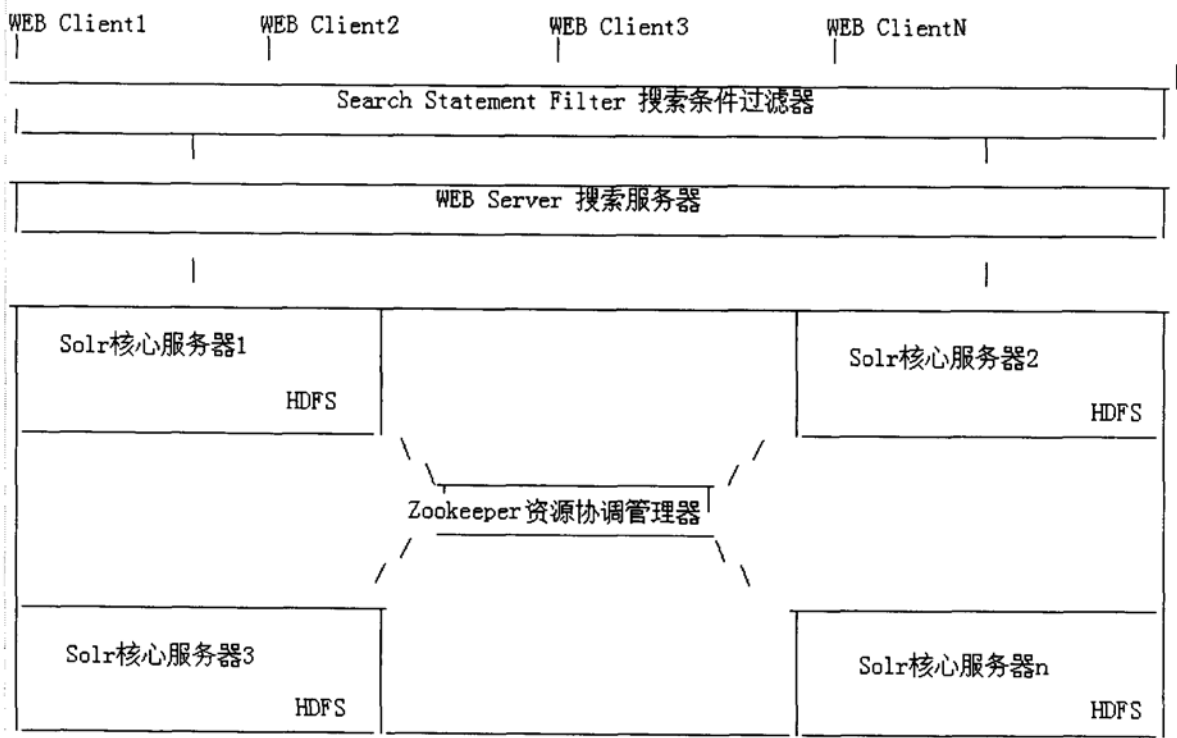 WEB Client1 WEB Client2 WEB Client3 WEB ClientN
Search Statement Filter 搜索条件过滤器
WEB Server 搜索服务器
Solr核心服务器1
HDFS
Solr核心服务器2
HDFS
Zookeeper资源协调管理器
Solr核心服务器3
HDFS
Solr核心服务器n
HDFS